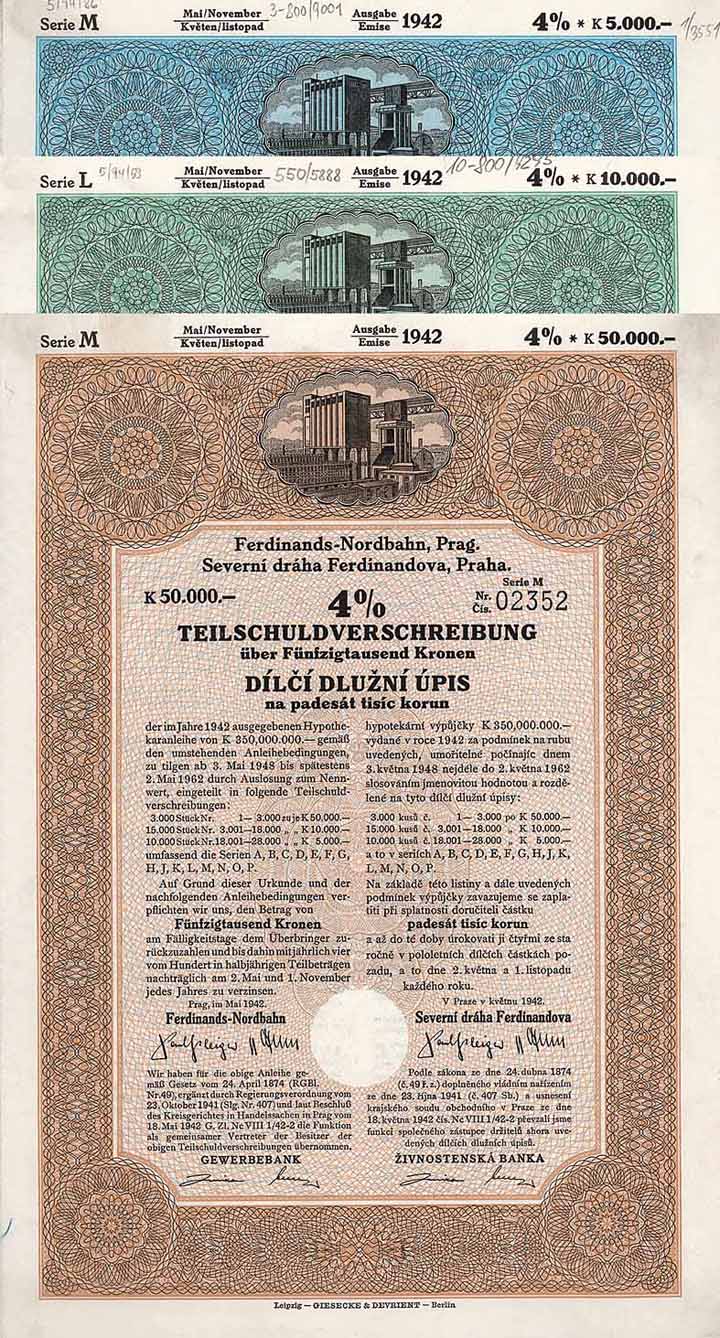 5/94/86
Serie M Mai/November 3-800/9001 Ausgabe 1942 4% * K 5.000.–
Květen/listopad Emise 1/3551
Serie L 5/94/83 Mai/November 550/5888 Ausgabe 1942 4% * K 10.000.–
Květen/listopad Emise
Serie M Mai/November Ausgabe 1942 4% * K 50.000.–
Květen/listopad Emise
Ferdinands-Nordbahn, Prag.
Severní dráha Ferdinandova, Praha.
Serie M
K 50.000.– 4% Nr. Čís. 02352
TEILSCHULDVERSCHREIBUNG
über Fünfzigtausend Kronen
DÍLČÍ DLUŽNÍ ÚPIS
na padesát tisíc korun
der im Jahre 1942 ausgegebenen Hypothe-
karanleihe von K 350,000.000.– gemäß
den umstehenden Anleihebedingungen,
zu tilgen ab 3. Mai 1948 bis spätestens
2. Mai 1962 durch Auslosung zum Nenn-
wert, eingeteilt in folgende Teilschuld-
verschreibungen:
3.000 Stück Nr. 1— 3.000 zu je K 50.000.—
15.000 Stück Nr. 3.001—18.000 „ „ K 10.000.—
10.000 Stück Nr. 18.001—28.000 „ „ K 5.000.—
umfassend die Serien A, B, C, D, E, F, G,
H, J, K, L, M, N, O, P.
Auf Grund dieser Urkunde und der
nachfolgenden Anleihebedingungen ver-
pflichten wir uns, den Betrag von
Fünfzigtausend Kronen
am Fälligkeitstage dem Überbringer zu-
rückzuzahlen und bis dahin mit jährlich vier
vom Hundert in halbjährigen Teilbeträgen
nachträglich am 2. Mai und 1. November
jedes Jahres zu verzinsen.
Prag, im Mai 1942.
Ferdinands-Nordbahn
hypotekární výpůjčky K 350,000.000.—
vydané v roce 1942 za podmínek na rubu
uvedených, umořitelné počínajíc dnem
3. května 1948 nejdéle do 2. května 1962
slosováním jmenovitou hodnotou a rozdě-
lené na tyto dílčí dlužní úpisy:
3.000 kusů č. 1— 3.000 po K 50.000.—
15.000 kusů č. 3.001—18.000 „ K 10.000.—
10.000 kusů č. 18.001—28.000 „ K 5.000.—
a to v seriích A, B, C, D, E, F, G, H, J, K,
L, M, N, O, P.
Na základě této listiny a dále uvedených
podmínek výpůjčky zavazujeme se zapla-
titi při splatnosti doručiteli částku
padesát tisíc korun
a až do té doby úrokovati ji čtyřmi ze sta
ročně v pololetních dílčích částkách po-
zadu, a to dne 2. května a 1. listopadu
každého roku.
V Praze v květnu 1942.
Severní dráha Ferdinandova
Wir haben für die obige Anleihe ge-
mäß Gesetz vom 24. April 1874 (RGBl.
Nr. 49), ergänzt durch Regierungsverordnung vom
23. Oktober 1941 (Slg. Nr. 407) und laut Beschluß
des Kreisgerichtes in Handelssachen in Prag vom
18. Mai 1942 G. Zl. Nc VIII 1/42-2 die Funktion
als gemeinsamer Vertreter der Besitzer der
obigen Teilschuldverschreibungen übernommen.
GEWERBEBANK
Podle zákona ze dne 24. dubna 1874
(č. 49 ř. z.) doplněného vládním nařízením
ze dne 23. října 1941 (č. 407 Sb.) a usnesení
krajského soudu obchodního v Praze ze dne
18. května 1942 čís. Nc VIII 1/42-2 převzali jsme
funkci společného zástupce držitelů shora uve-
dených dílčích dlužních úpisů.
ŽIVNOSTENSKÁ BANKA
Leipzig — GIESECKE & DEVRIENT — Berlin